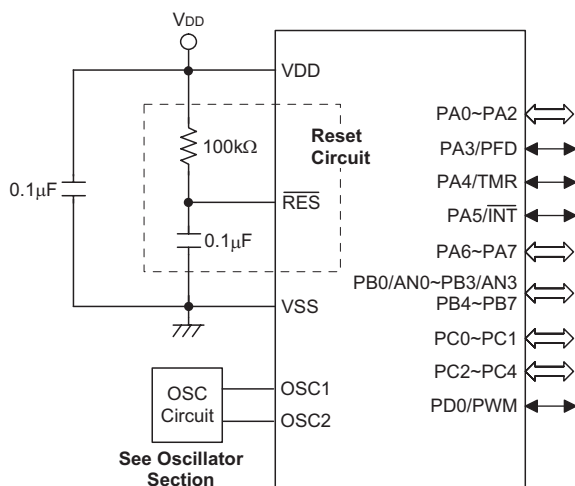 VDD
VDD
100kΩ
Reset
Circuit
0.1μF
RES
0.1μF
VSS
OSC
Circuit
OSC1
OSC2
See Oscillator
Section
PA0~PA2
PA3/PFD
PA4/TMR
PA5/INT
PA6~PA7
PB0/AN0~PB3/AN3
PB4~PB7
PC0~PC1
PC2~PC4
PD0/PWM